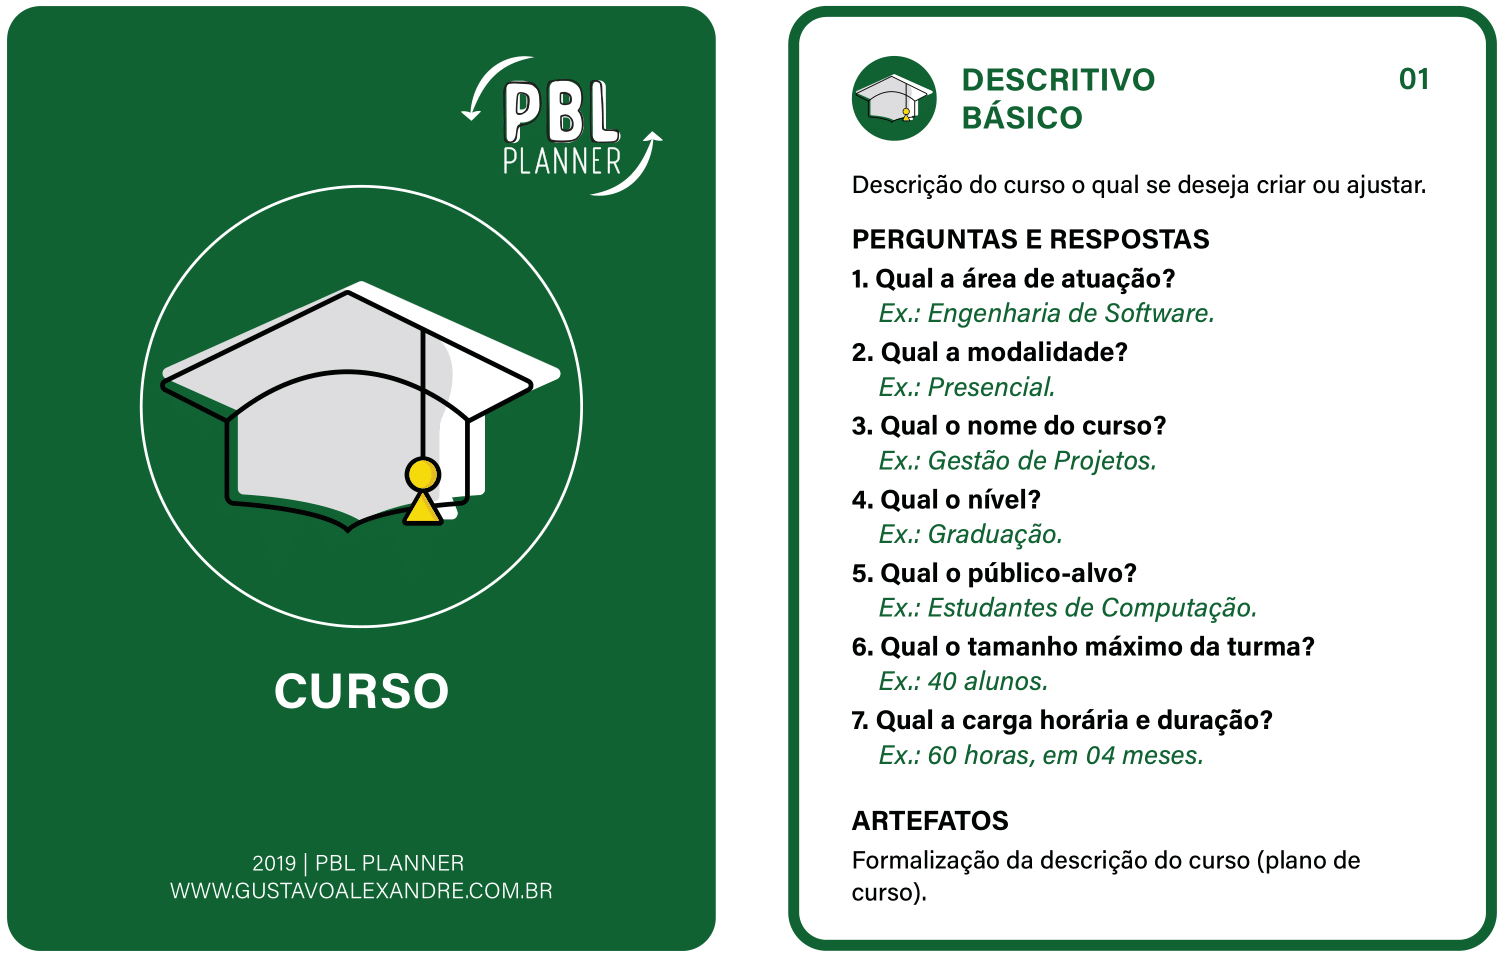 PBL
PLANNER
CURSO
2019 | PBL PLANNER
WWW.GUSTAVOALEXANDRE.COM.BR
DESCRITIVO
BÁSICO
01
Descrição do curso o qual se deseja criar ou ajustar.
PERGUNTAS E RESPOSTAS
1. Qual a área de atuação?
Ex.: Engenharia de Software.
2. Qual a modalidade?
Ex.: Presencial.
3. Qual o nome do curso?
Ex.: Gestão de Projetos.
4. Qual o nível?
Ex.: Graduação.
5. Qual o público-alvo?
Ex.: Estudantes de Computação.
6. Qual o tamanho máximo da turma?
Ex.: 40 alunos.
7. Qual a carga horária e duração?
Ex.: 60 horas, em 04 meses.
ARTEFATOS
Formalização da descrição do curso (plano de
curso).